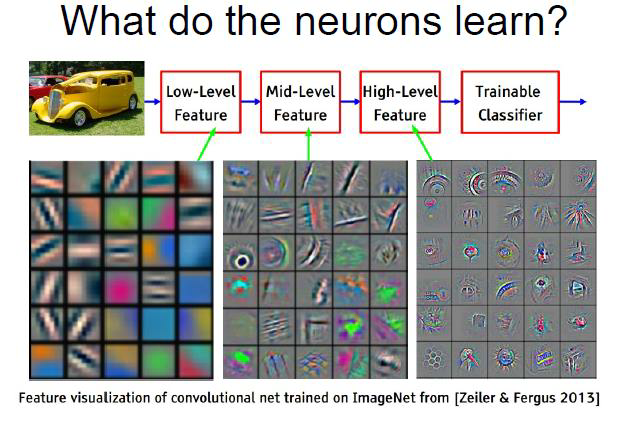 What do the neurons learn?
Low-Level
Feature
Mid-Level
Feature
High-Level
Feature
Trainable
Classifier
Feature visualization of convolutional net trained on ImageNet from [Zeiler & Fergus 2013]